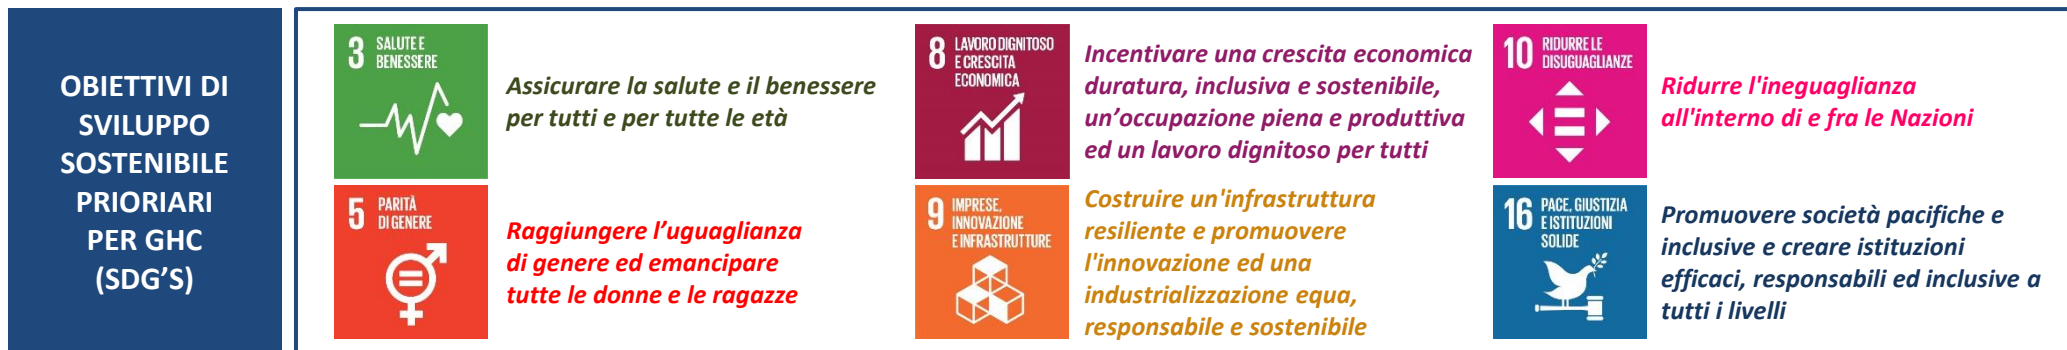 OBIETTIVI DI
SVILUPPO
SOSTENIBILE
PRIORIARI
PER GHC
(SDG’S)
3 SALUTE E
BENESSERE
Assicurare la salute e il benessere
per tutti e per tutte le età
5 PARITÀ
DI GENERE
Raggiungere l’uguaglianza
di genere ed emancipare
tutte le donne e le ragazze
8 LAVORO DIGNITOSO
E CRESCITA
ECONOMICA
Incentivare una crescita economica
duratura, inclusiva e sostenibile,
un’occupazione piena e produttiva
ed un lavoro dignitoso per tutti
9 IMPRESE,
INNOVAZIONE
E INFRASTRUTTURE
Costruire un'infrastruttura
resiliente e promuovere
l'innovazione ed una
industrializzazione equa,
responsabile e sostenibile
10 RIDURRE LE
DISUGUAGLIANZE
Ridurre l'ineguaglianza
all'interno di e fra le Nazioni
16 PACE, GIUSTIZIA
E ISTITUZIONI
SOLIDE
Promuovere società pacifiche e
inclusive e creare istituzioni
efficaci, responsabili ed inclusive a
tutti i livelli